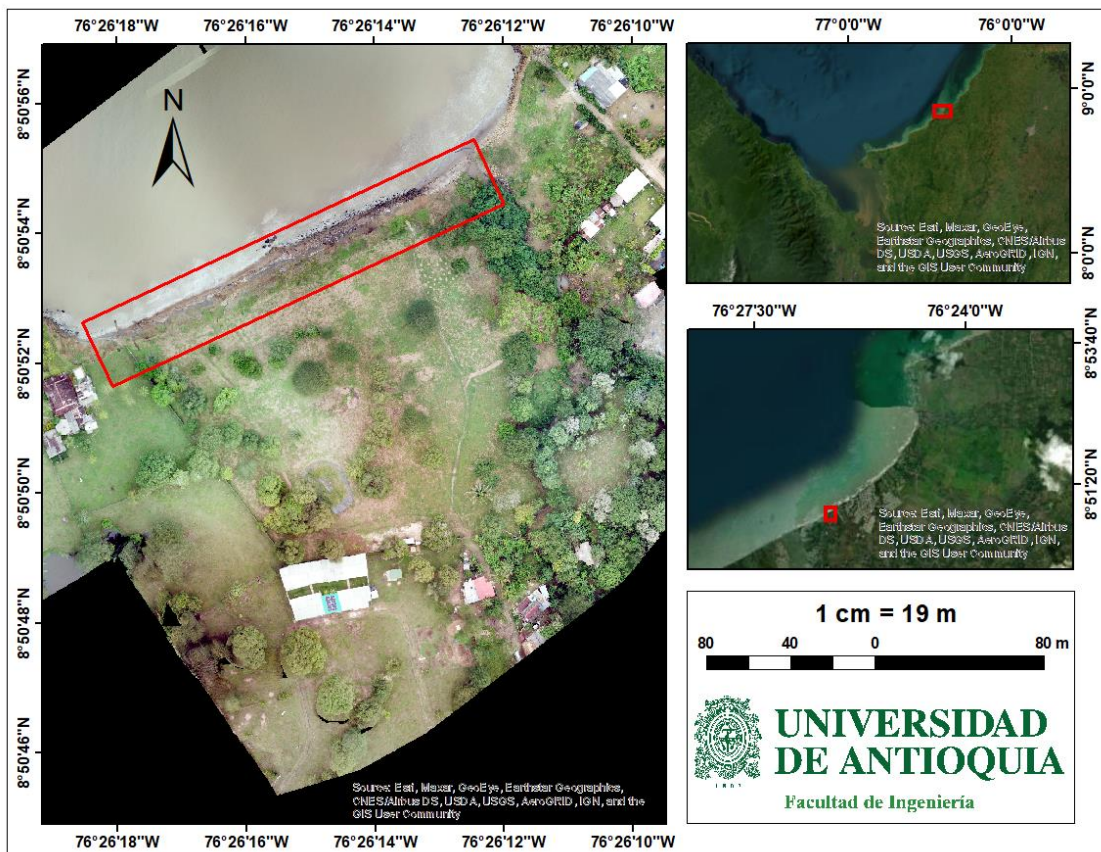 76°26'18"W 76°26'16"W 76°26'14"W 76°26'12"W 76°26'10"W
8°50'56"N
8°50'54"N
8°50'52"N
8°50'50"N
8°50'48"N
8°50'46"N
N
Source: Esri, Maxar, GeoEye, Earthstar Geographics,
CNES/Airbus DS, USDA, USGS, AeroGRID, IGN, and the
GIS User Community
76°26'18"W 76°26'16"W 76°26'14"W 76°26'12"W 76°26'10"W
77°0'0"W 76°0'0"W
9°0'0"N
8°0'0"N
Source: Esri, Maxar, GeoEye,
Earthstar Geographics, CNES/Airbus
DS, USDA, USGS, AeroGRID, IGN,
and the GIS User Community
76°27'30"W 76°24'0"W
8°53'40"N
8°51'20"N
Source: Esri, Maxar, GeoEye,
Earthstar Geographics, CNES/Airbus
DS, USDA, USGS, AeroGRID, IGN,
and the GIS User Community
1 cm = 19 m
80 40 0 80 m
1803
UNIVERSIDAD
DE ANTIOQUIA
Facultad de Ingeniería